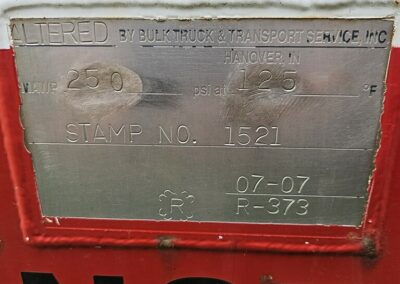 ALTERED BY BULK TRUCK & TRANSPORT SERVICE, INC
HANOVER, IN
MAWP 250 psi at 125 °F
STAMP NO. 1521
07-07
R R-373